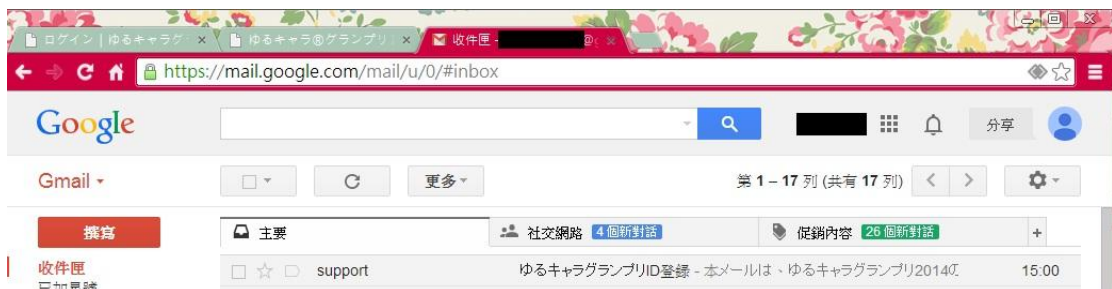 ログイン | ゆるキャラグ
ゆるキャラ®グランプリ
收件匣 -
@g
https://mail.google.com/mail/u/0/#inbox
Google
分享
Gmail
更多
第 1 – 17 列 (共有 17 列)
撰寫
主要
社交網路 4 個新對話
促銷內容 26 個新對話
+
收件匣
support
ゆるキャラグランプリID登録 - 本メールは、ゆるキャラグランプリ2014の
15:00
已加星號